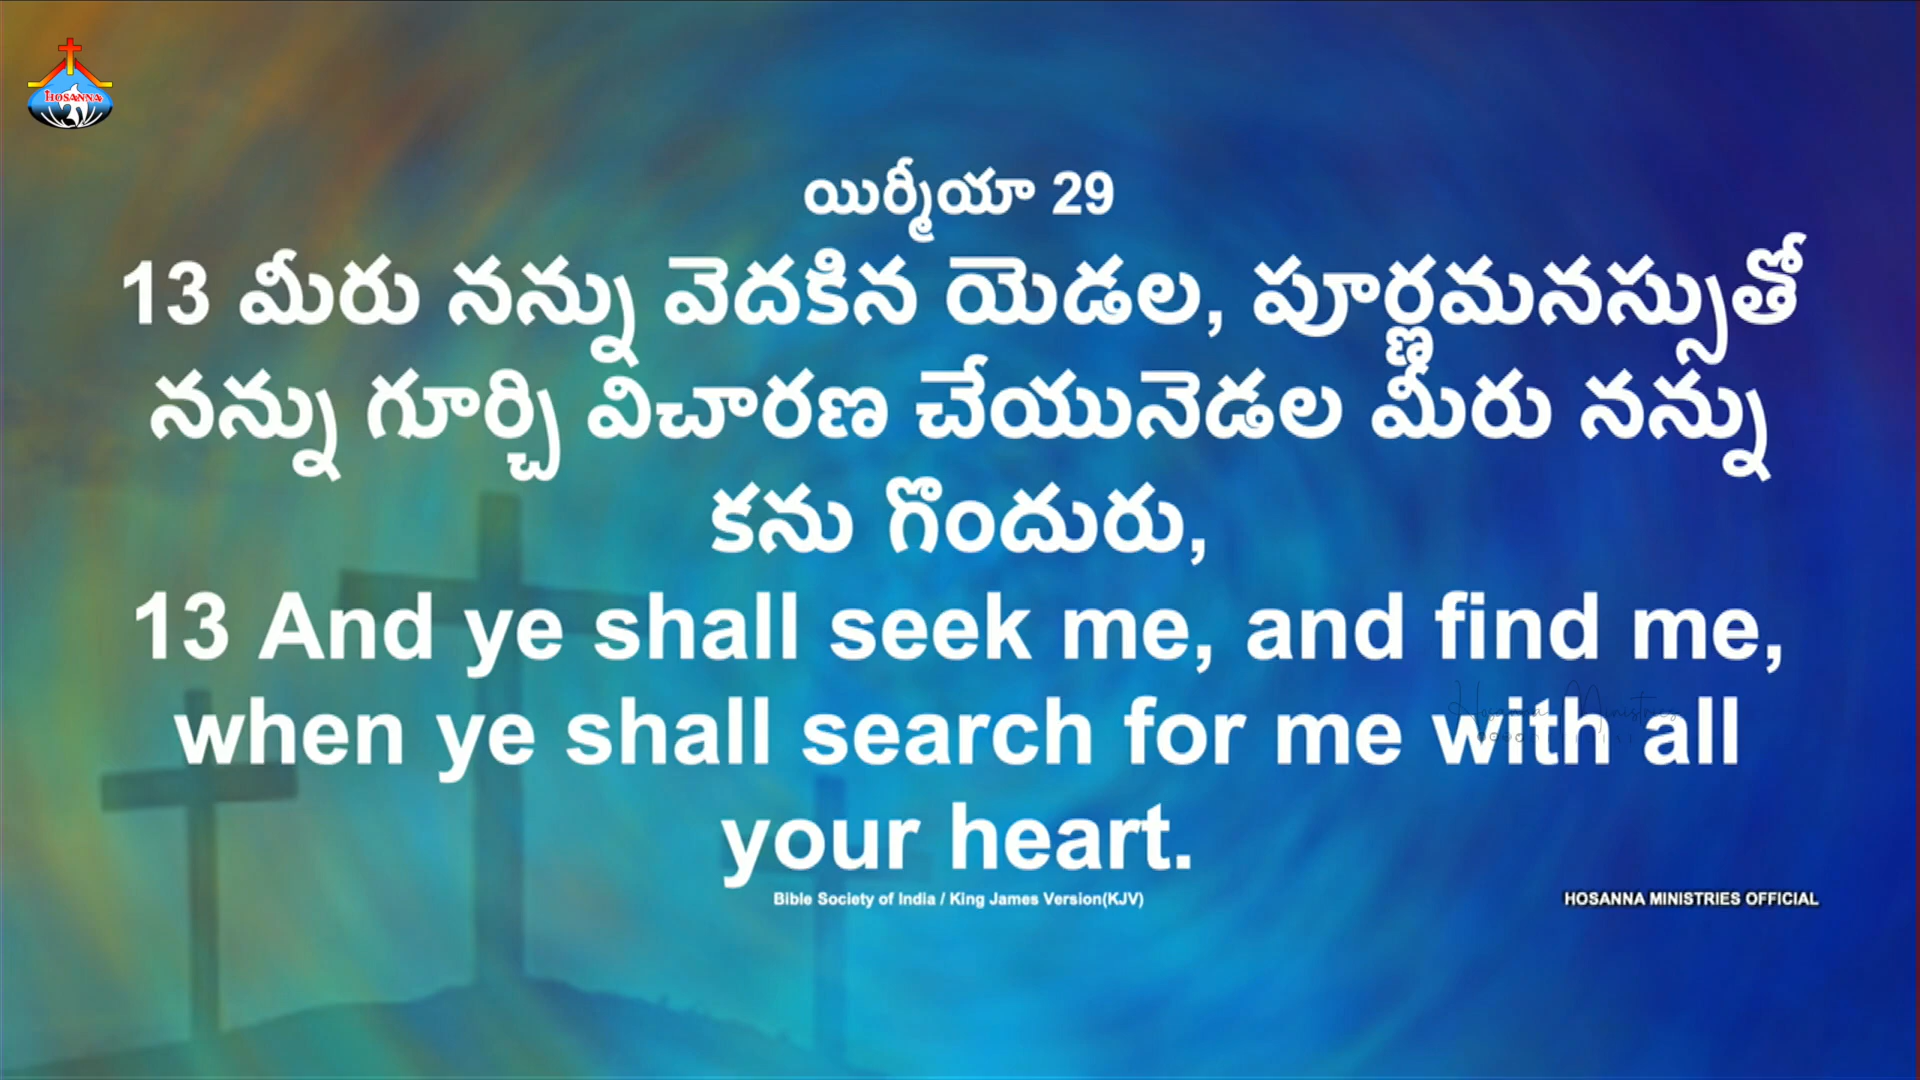 HOSANNA
యిర్మీయా 29
13 మీరు నన్ను వెదకిన యెడల, పూర్ణమనస్సుతో
నన్ను గూర్చి విచారణ చేయునెడల మీరు నన్ను
కను గొందురు,
13 And ye shall seek me, and find me,
when ye shall search for me with all
your heart.
Hosanna Ministries
Bible Society of India / King James Version(KJV)
HOSANNA MINISTRIES OFFICIAL